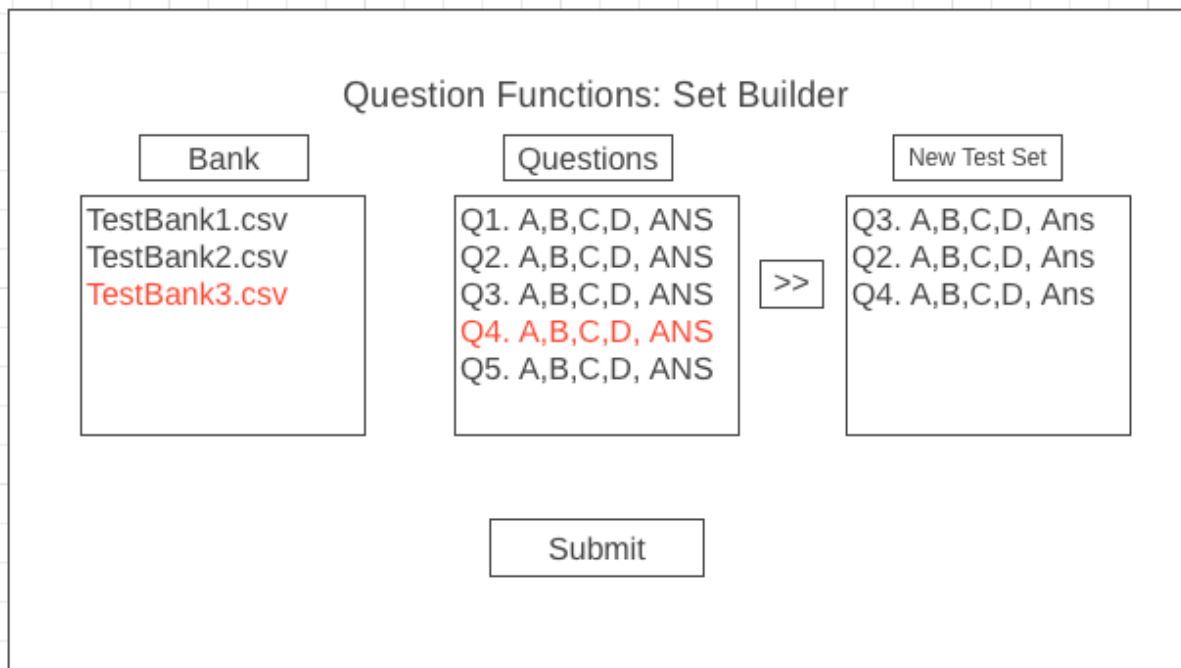 Question Functions: Set Builder
Bank
TestBank1.csv
TestBank2.csv
TestBank3.csv
Questions
Q1. A,B,C,D, ANS
Q2. A,B,C,D, ANS
Q3. A,B,C,D, ANS
Q4. A,B,C,D, ANS
Q5. A,B,C,D, ANS
>>
New Test Set
Q3. A,B,C,D, Ans
Q2. A,B,C,D, Ans
Q4. A,B,C,D, Ans
Submit